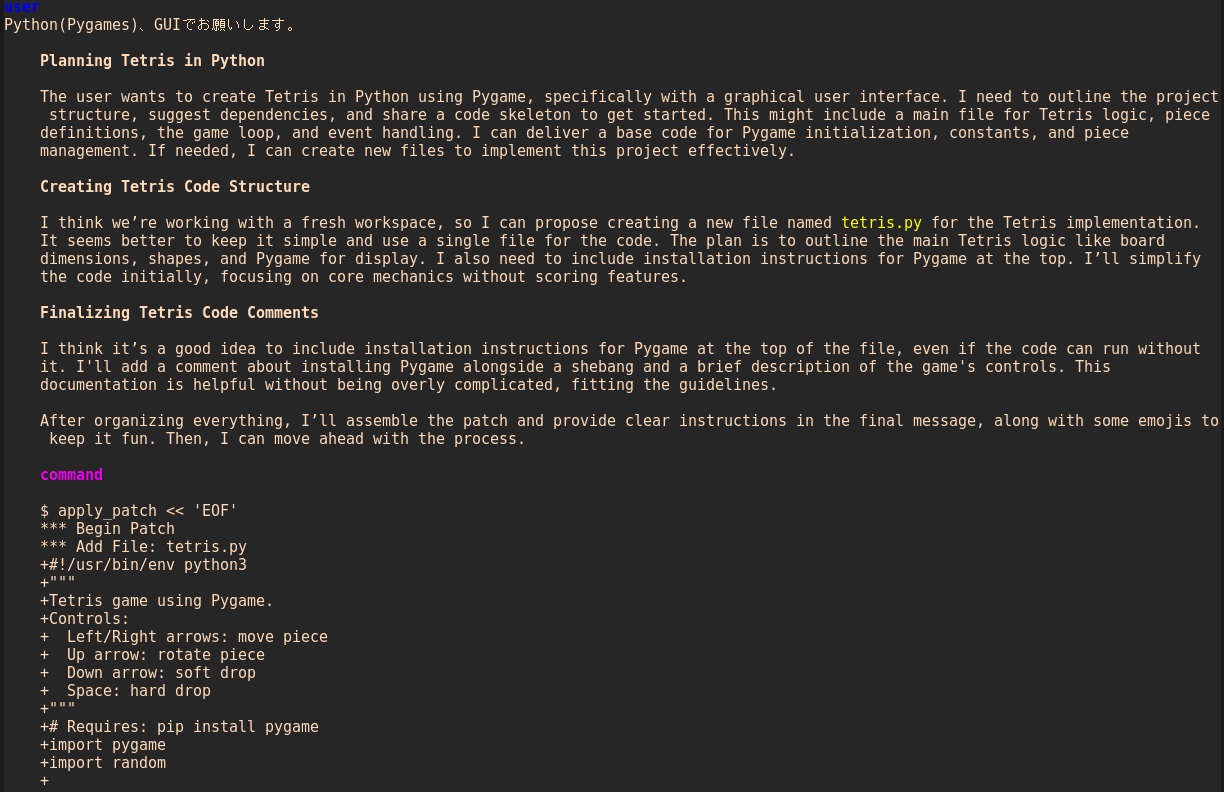 user
Python(Pygames)、GUIでお願いします。
Planning Tetris in Python
The user wants to create Tetris in Python using Pygame, specifically with a graphical user interface. I need to outline the project
structure, suggest dependencies, and share a code skeleton to get started. This might include a main file for Tetris logic, piece
definitions, the game loop, and event handling. I can deliver a base code for Pygame initialization, constants, and piece
management. If needed, I can create new files to implement this project effectively.
Creating Tetris Code Structure
I think we’re working with a fresh workspace, so I can propose creating a new file named tetris.py for the Tetris implementation.
It seems better to keep it simple and use a single file for the code. The plan is to outline the main Tetris logic like board
dimensions, shapes, and Pygame for display. I also need to include installation instructions for Pygame at the top. I’ll simplify
the code initially, focusing on core mechanics without scoring features.
Finalizing Tetris Code Comments
I think it’s a good idea to include installation instructions for Pygame at the top of the file, even if the code can run without
it. I'll add a comment about installing Pygame alongside a shebang and a brief description of the game's controls. This
documentation is helpful without being overly complicated, fitting the guidelines.
After organizing everything, I’ll assemble the patch and provide clear instructions in the final message, along with some emojis to
keep it fun. Then, I can move ahead with the process.
command
$ apply_patch << 'EOF'
*** Begin Patch
*** Add File: tetris.py
+#!/usr/bin/env python3
+"""
+Tetris game using Pygame.
+Controls:
+  Left/Right arrows: move piece
+  Up arrow: rotate piece
+  Down arrow: soft drop
+  Space: hard drop
+"""
+# Requires: pip install pygame
+import pygame
+import random
+